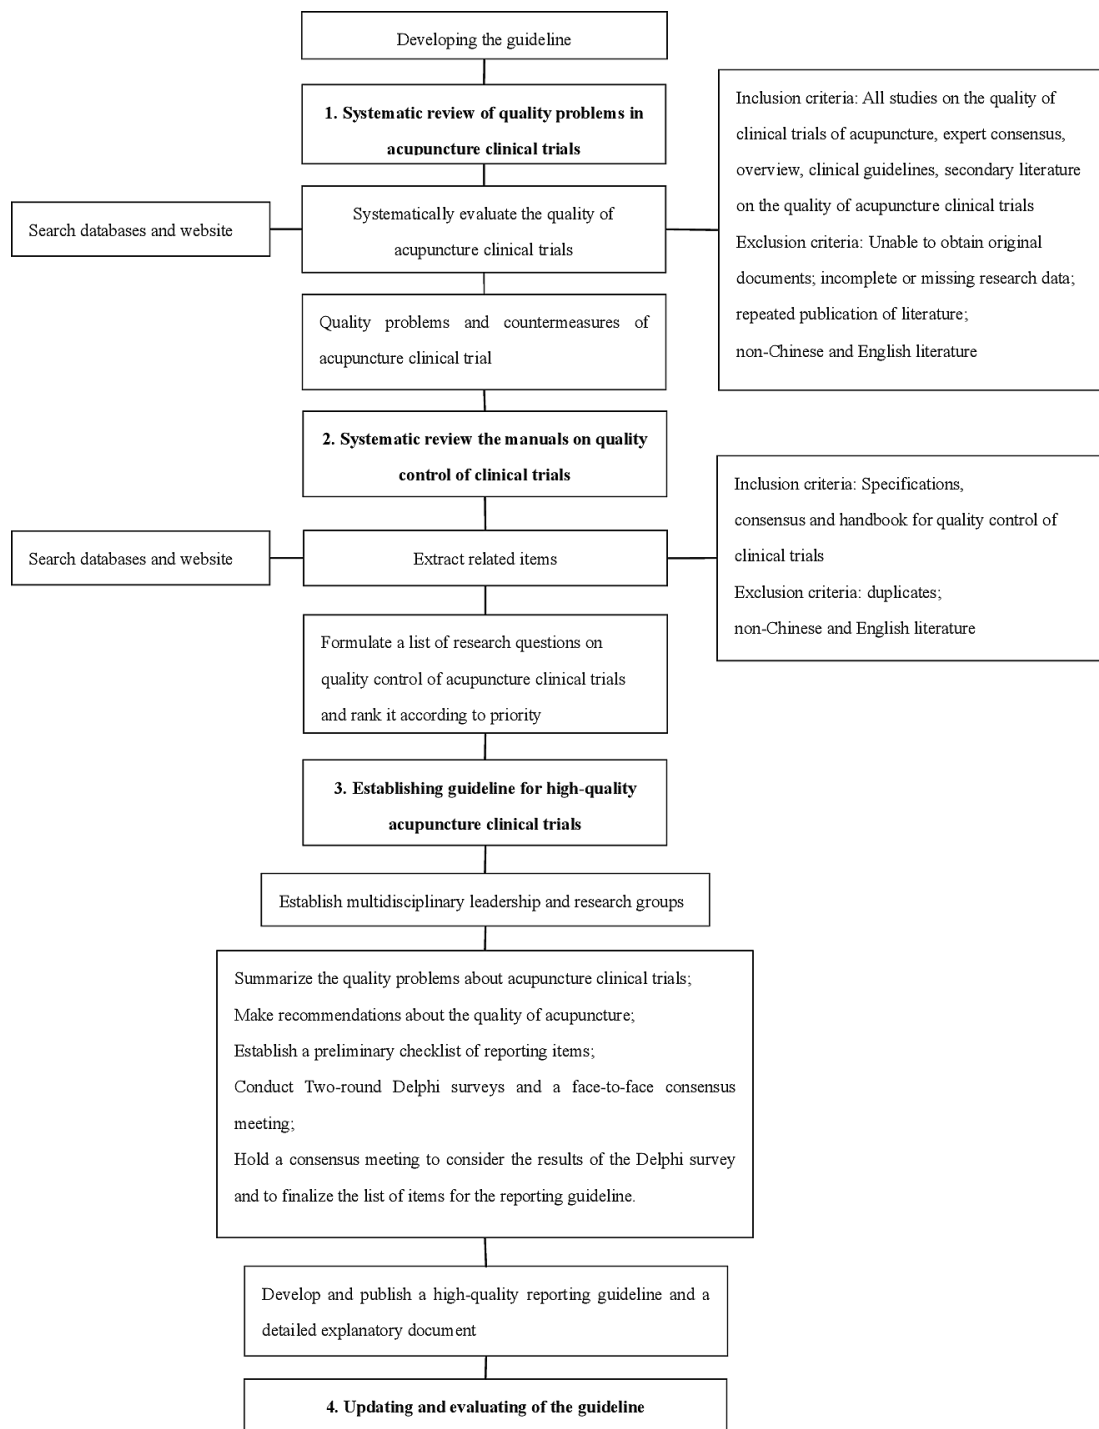 Developing the guideline
1. Systematic review of quality problems in
acupuncture clinical trials
Search databases and website
Systematically evaluate the quality of
acupuncture clinical trials
Inclusion criteria: All studies on the quality of
clinical trials of acupuncture, expert consensus,
overview, clinical guidelines, secondary literature
on the quality of acupuncture clinical trials
Exclusion criteria: Unable to obtain original
documents; incomplete or missing research data;
repeated publication of literature;
non-Chinese and English literature
Quality problems and countermeasures of
acupuncture clinical trial
2. Systematic review the manuals on quality
control of clinical trials
Search databases and website
Extract related items
Inclusion criteria: Specifications,
consensus and handbook for quality control of
clinical trials
Exclusion criteria: duplicates;
non-Chinese and English literature
Formulate a list of research questions on
quality control of acupuncture clinical trials
and rank it according to priority
3. Establishing guideline for high-quality
acupuncture clinical trials
Establish multidisciplinary leadership and research groups
Summarize the quality problems about acupuncture clinical trials;
Make recommendations about the quality of acupuncture;
Establish a preliminary checklist of reporting items;
Conduct Two-round Delphi surveys and a face-to-face consensus
meeting;
Hold a consensus meeting to consider the results of the Delphi survey
and to finalize the list of items for the reporting guideline.
Develop and publish a high-quality reporting guideline and a
detailed explanatory document
4. Updating and evaluating of the guideline